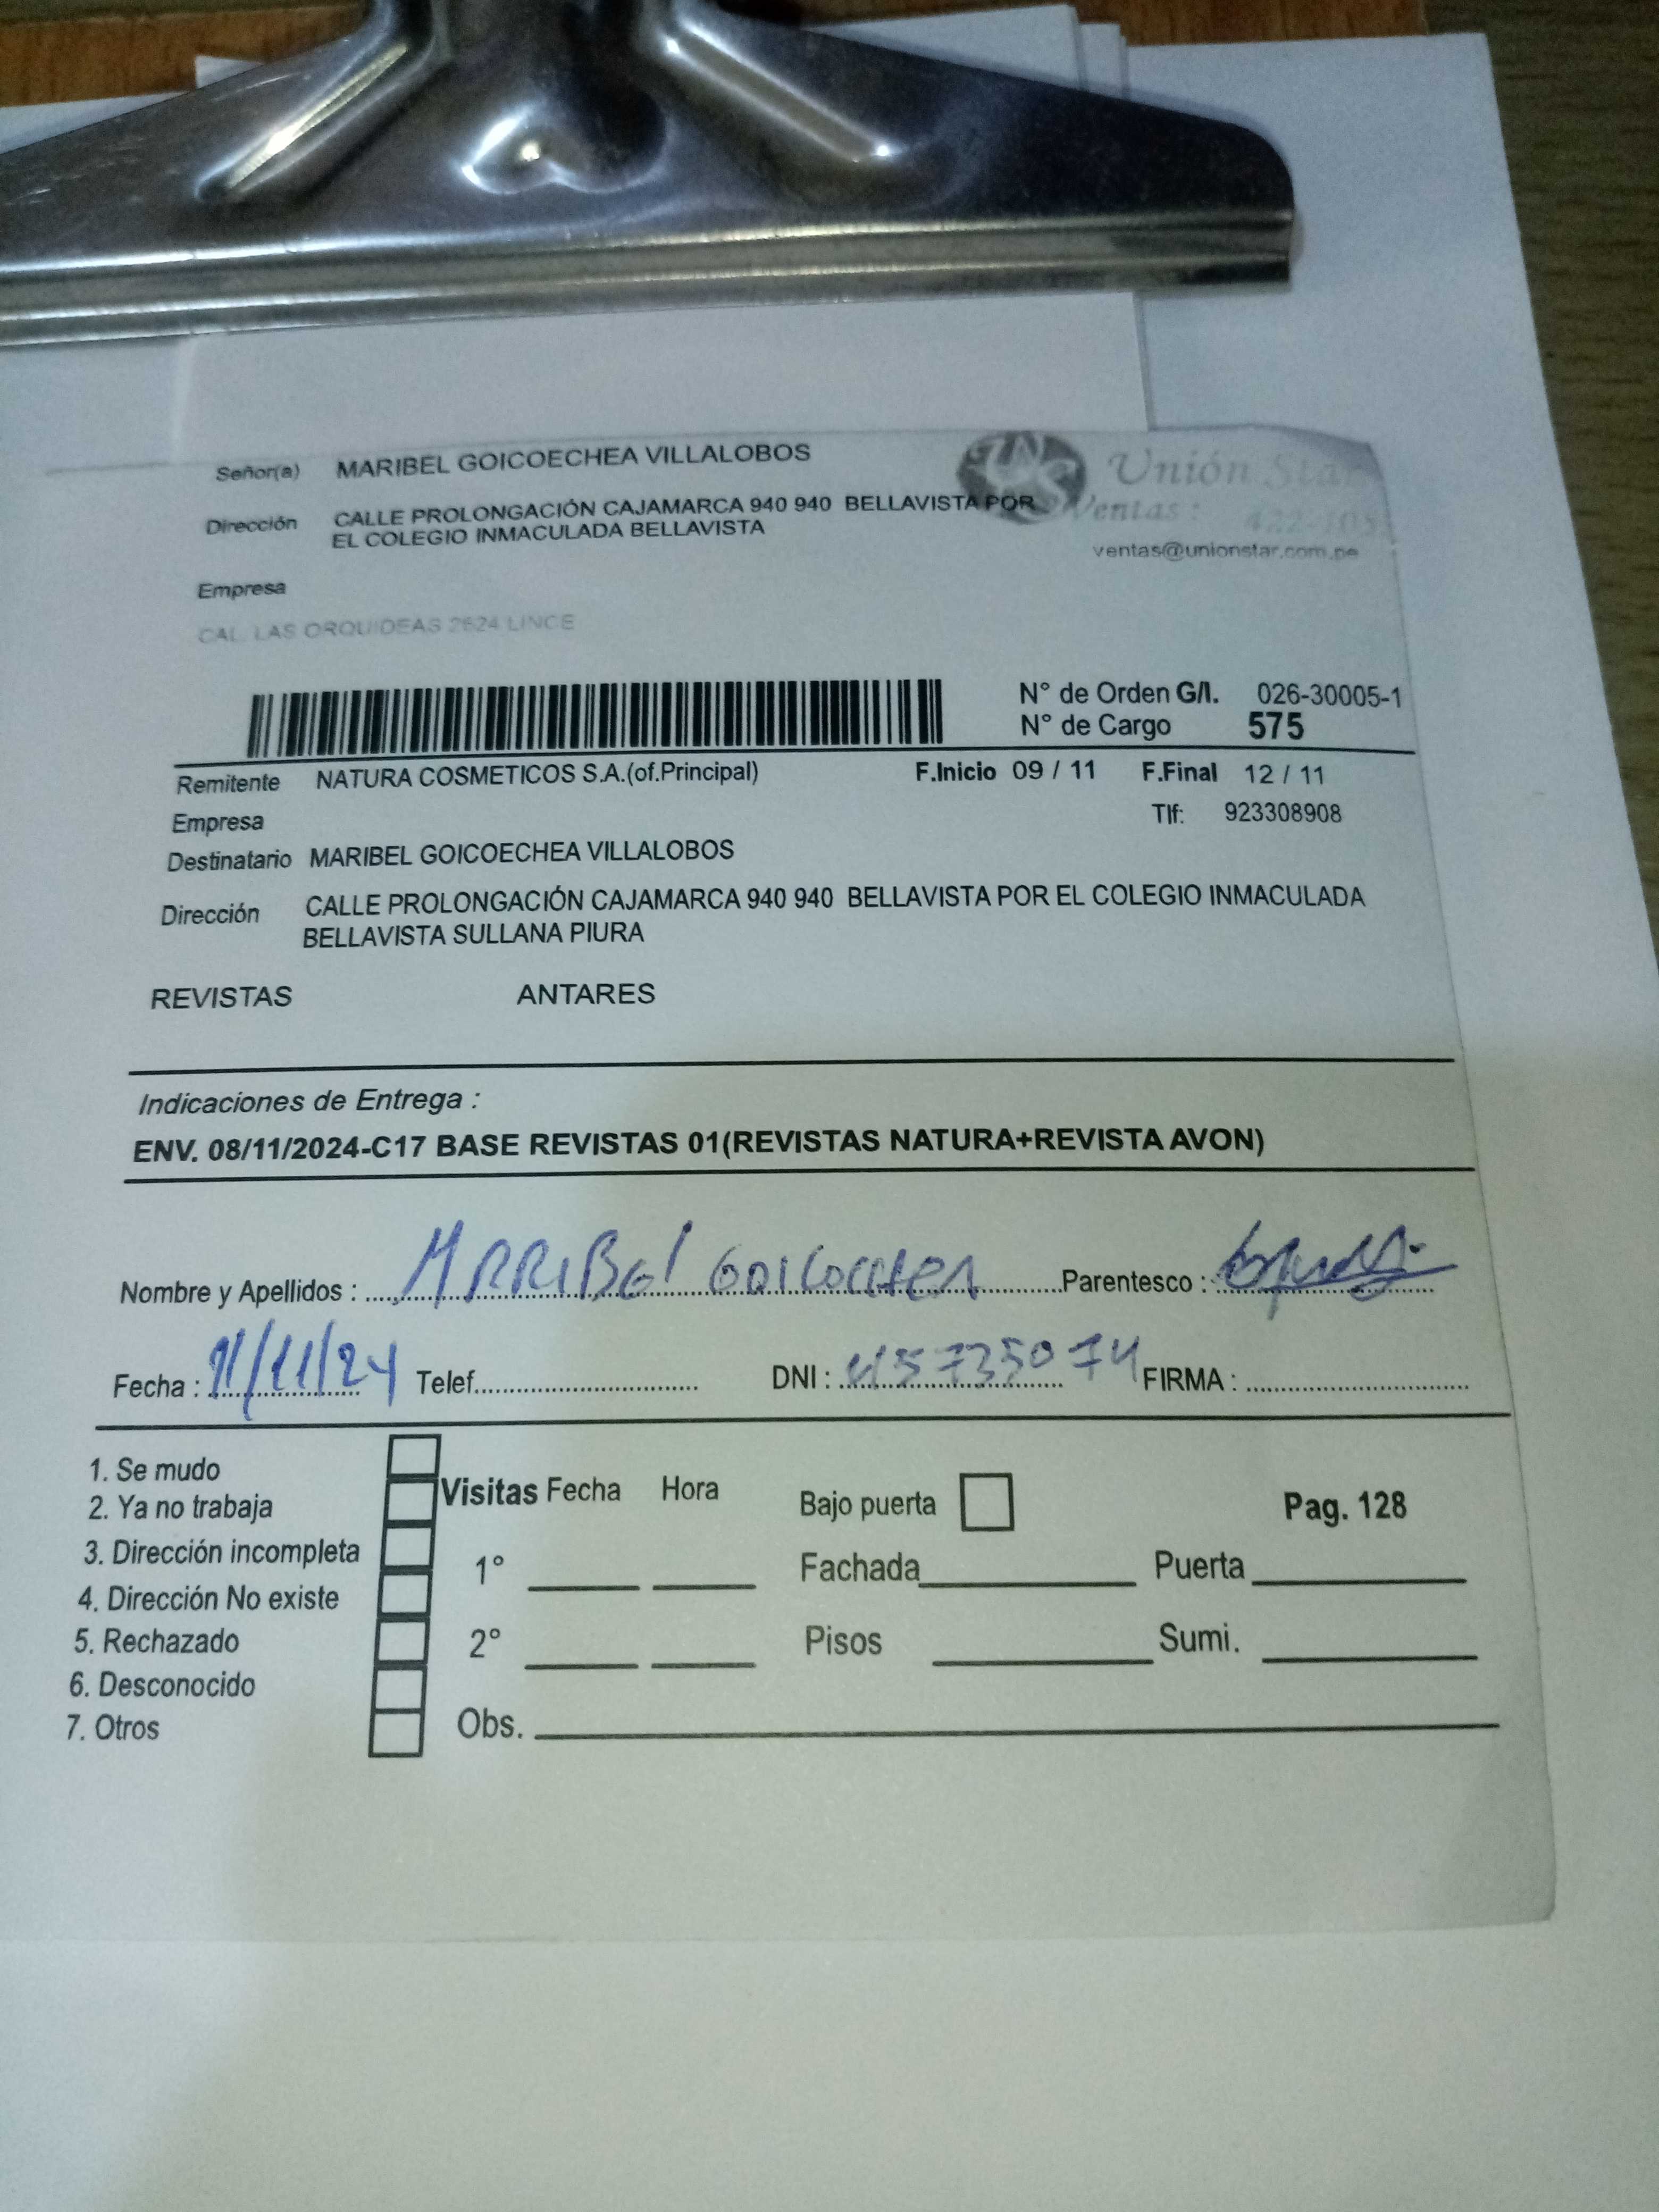 Señor(a) MARIBEL GOICOECHEA VILLALOBOS
Unión Star
Dirección CALLE PROLONGACIÓN CAJAMARCA 940 940 BELLAVISTA POR
EL COLEGIO INMACULADA BELLAVISTA
Ventas:
ventas@unionstar.com.pe
Empresa
CAL. LAS ORQUIDEAS 2624 LINCE
N° de Orden G/I. 026-30005-1
N° de Cargo 575
Remitente NATURA COSMETICOS S.A.(of.Principal) F.Inicio 09 / 11 F.Final 12 / 11
Empresa Tlf: 923308908
Destinatario MARIBEL GOICOECHEA VILLALOBOS
Dirección CALLE PROLONGACIÓN CAJAMARCA 940 940 BELLAVISTA POR EL COLEGIO INMACULADA
BELLAVISTA SULLANA PIURA
REVISTAS ANTARES
Indicaciones de Entrega :
ENV. 08/11/2024-C17 BASE REVISTAS 01(REVISTAS NATURA+REVISTA AVON)
Nombre y Apellidos : MARRIBEl GOICOCHEA Parentesco :
Fecha : 11/11/24 Telef. DNI : FIRMA :
1. Se mudo
2. Ya no trabaja
3. Dirección incompleta
4. Dirección No existe
5. Rechazado
6. Desconocido
7. Otros
Visitas Fecha Hora
1°
2°
Obs.
Bajo puerta Pag. 128
Fachada Puerta
Pisos Sumi.